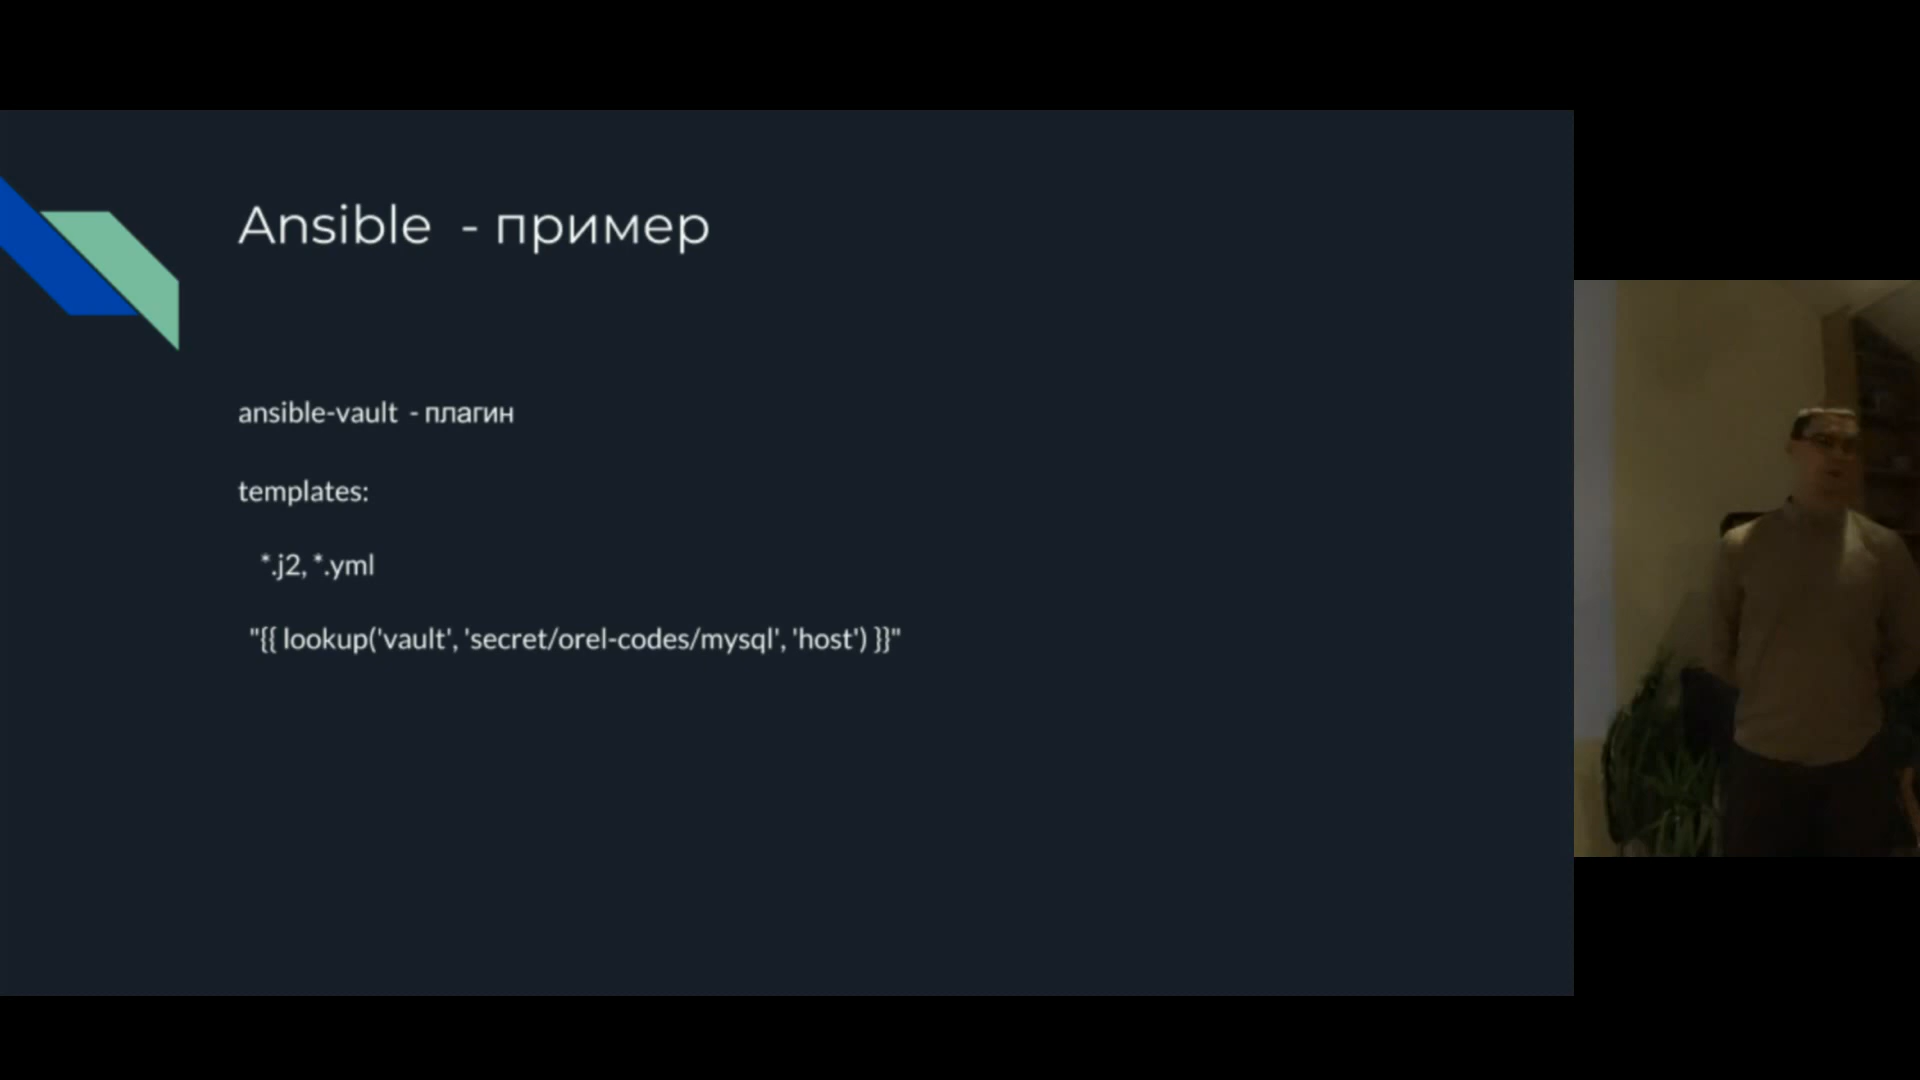 Ansible - пример
ansible-vault - плагин
templates:
*.j2, *.yml
"{{ lookup('vault', 'secret/orel-codes/mysql', 'host') }}"